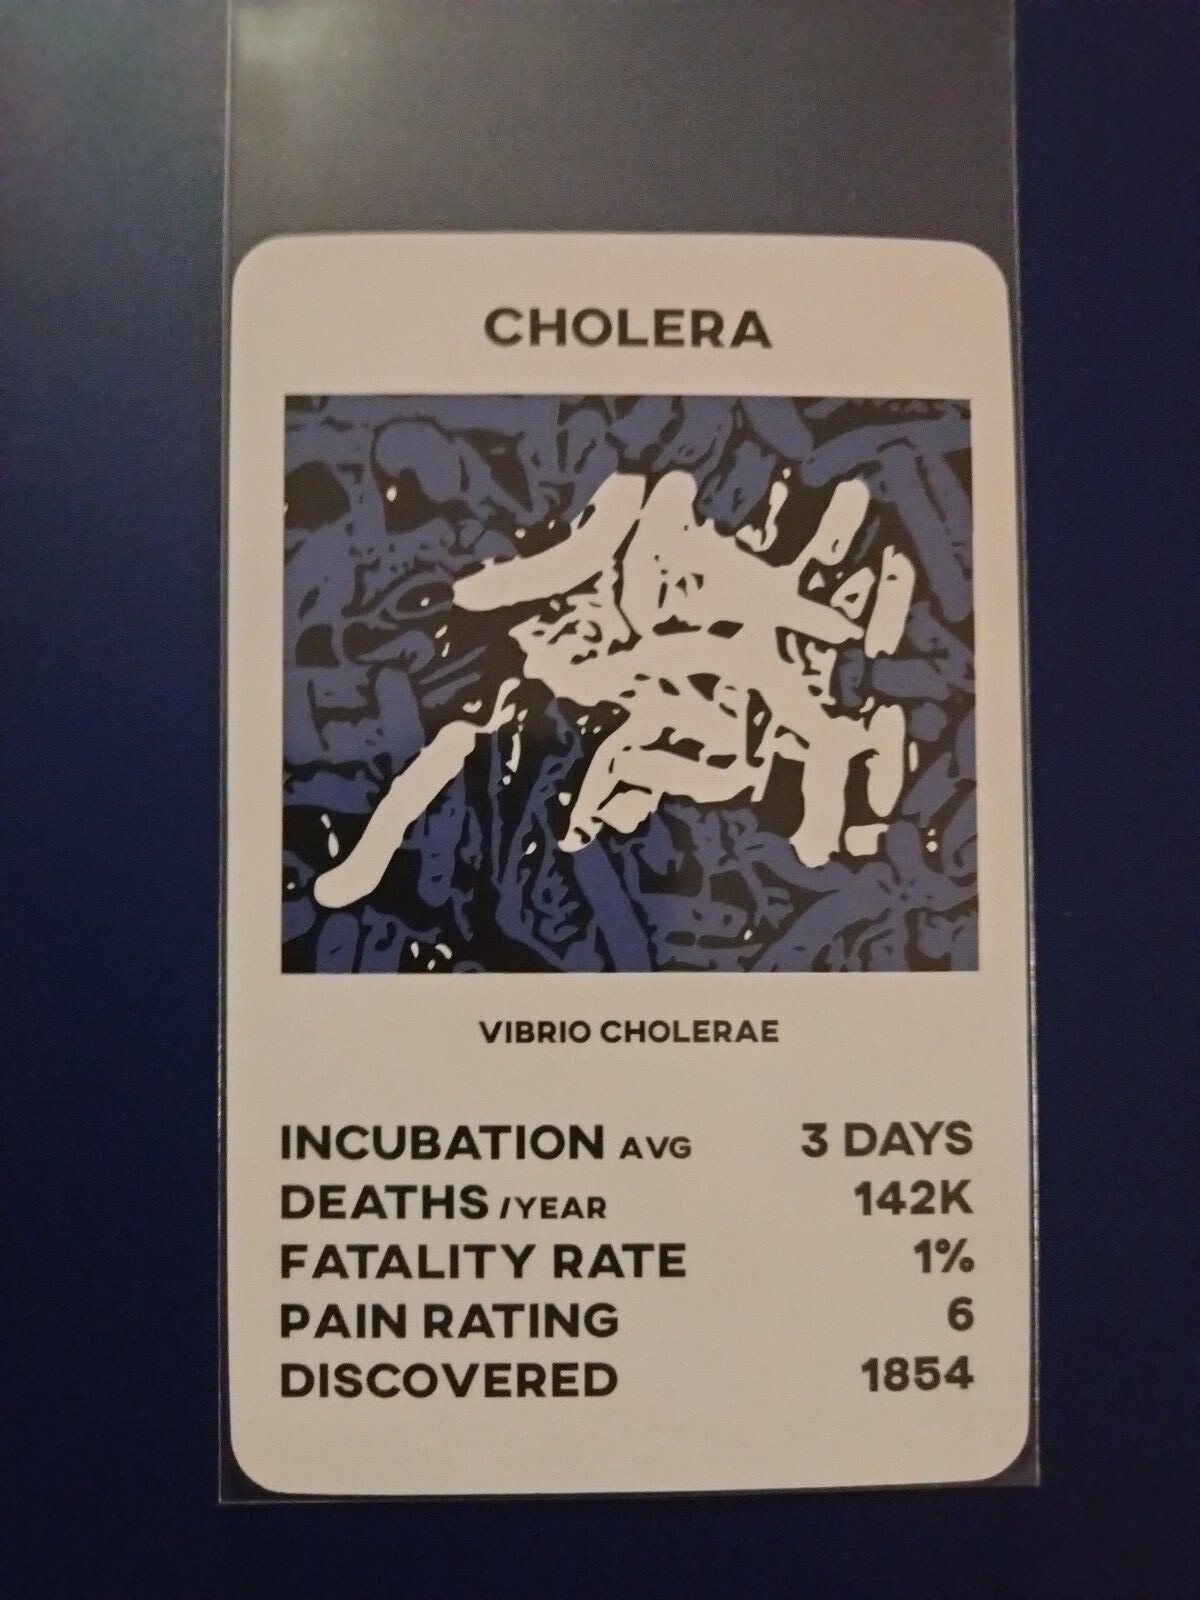 CHOLERA
VIBRIO CHOLERAE
INCUBATION AVG 3 DAYS
DEATHS /YEAR 142K
FATALITY RATE 1%
PAIN RATING 6
DISCOVERED 1854